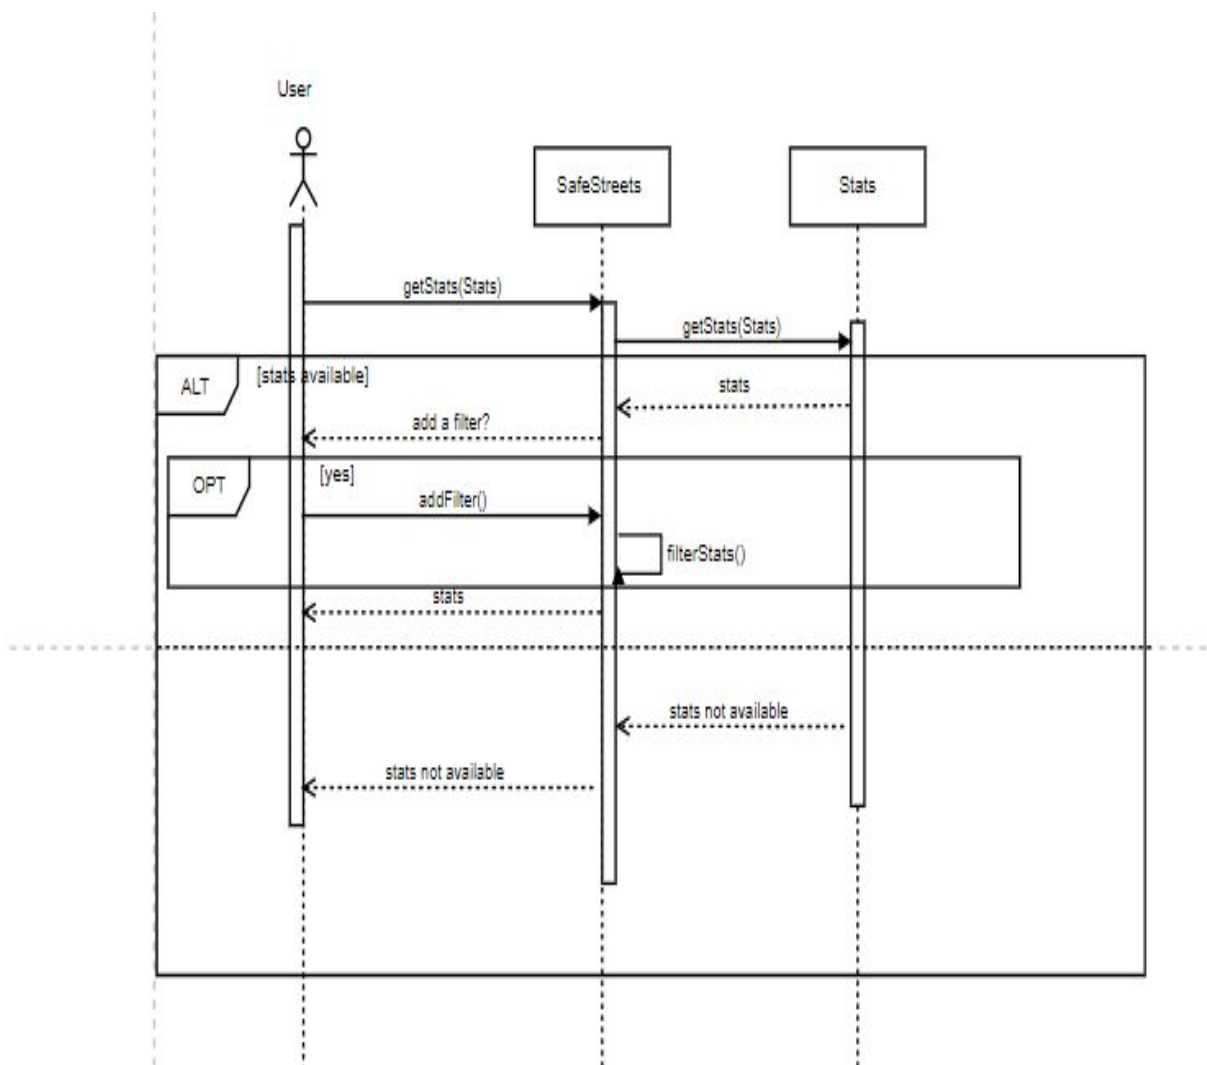 User
SafeStreets
Stats
getStats(Stats)
getStats(Stats)
ALT
[stats available]
stats
add a filter?
OPT
[yes]
addFilter()
filterStats()
stats
stats not available
stats not available